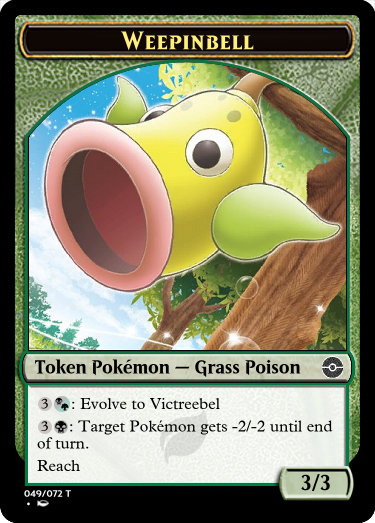 WEEPINBELL
Token Pokémon — Grass Poison
3: Evolve to Victreebel
3: Target Pokémon gets -2/-2 until end
of turn.
Reach
3/3
049/072 T